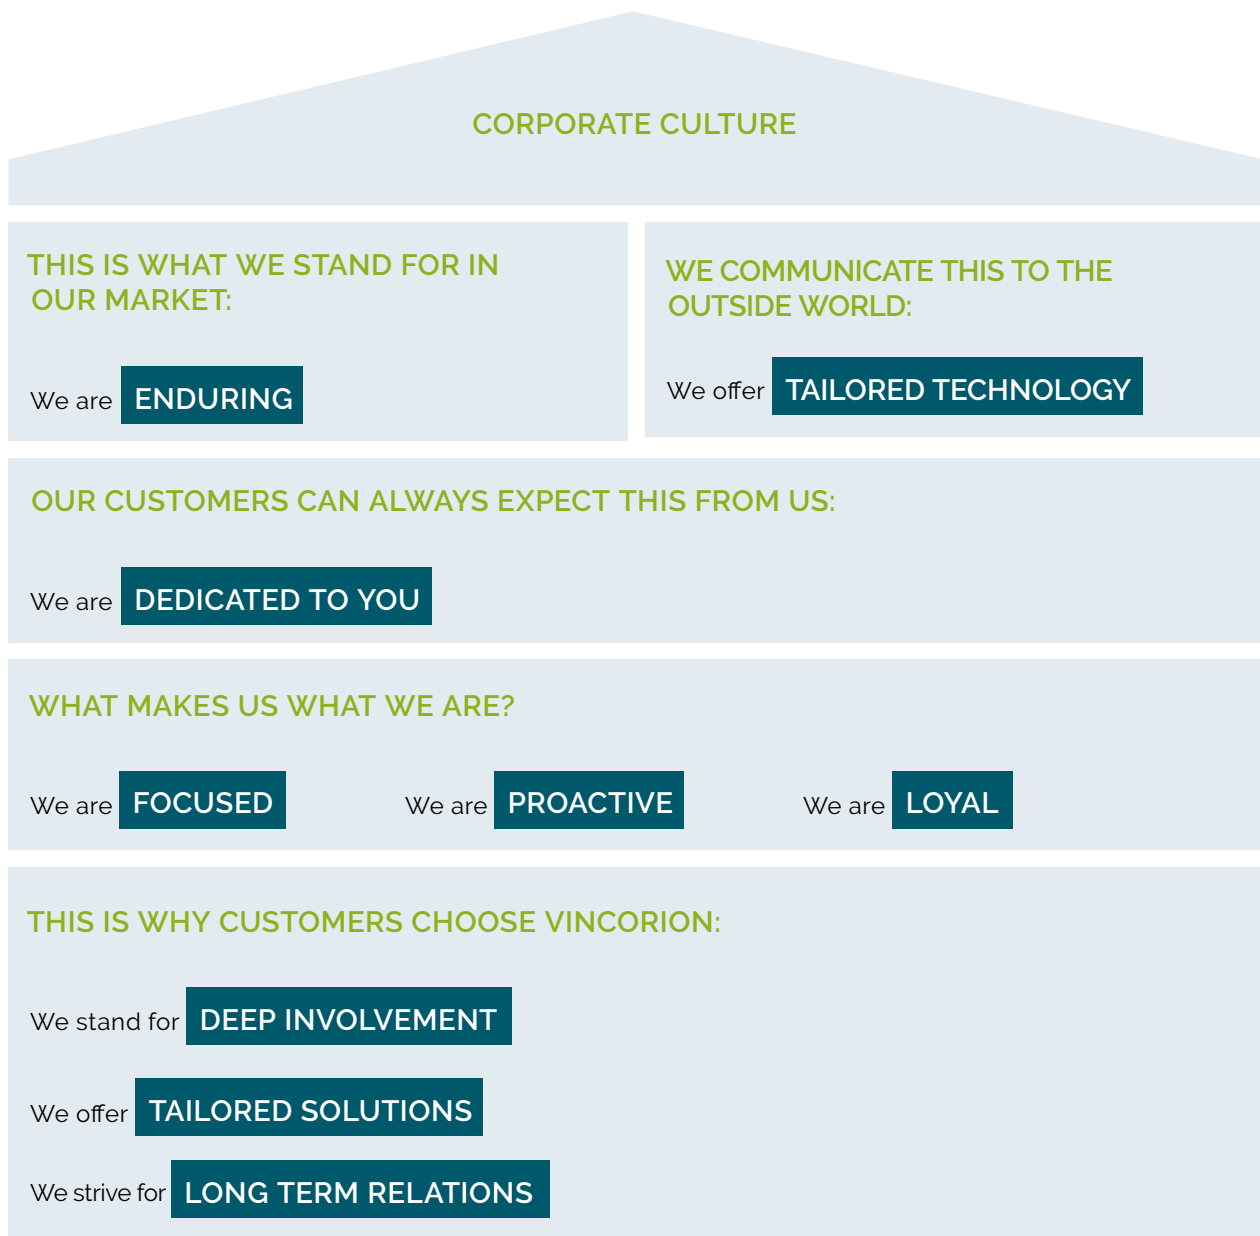 CORPORATE CULTURE
THIS IS WHAT WE STAND FOR IN
OUR MARKET:
We are ENDURING
WE COMMUNICATE THIS TO THE
OUTSIDE WORLD:
We offer TAILORED TECHNOLOGY
OUR CUSTOMERS CAN ALWAYS EXPECT THIS FROM US:
We are DEDICATED TO YOU
WHAT MAKES US WHAT WE ARE?
We are FOCUSED We are PROACTIVE We are LOYAL
THIS IS WHY CUSTOMERS CHOOSE VINCORION:
We stand for DEEP INVOLVEMENT
We offer TAILORED SOLUTIONS
We strive for LONG TERM RELATIONS